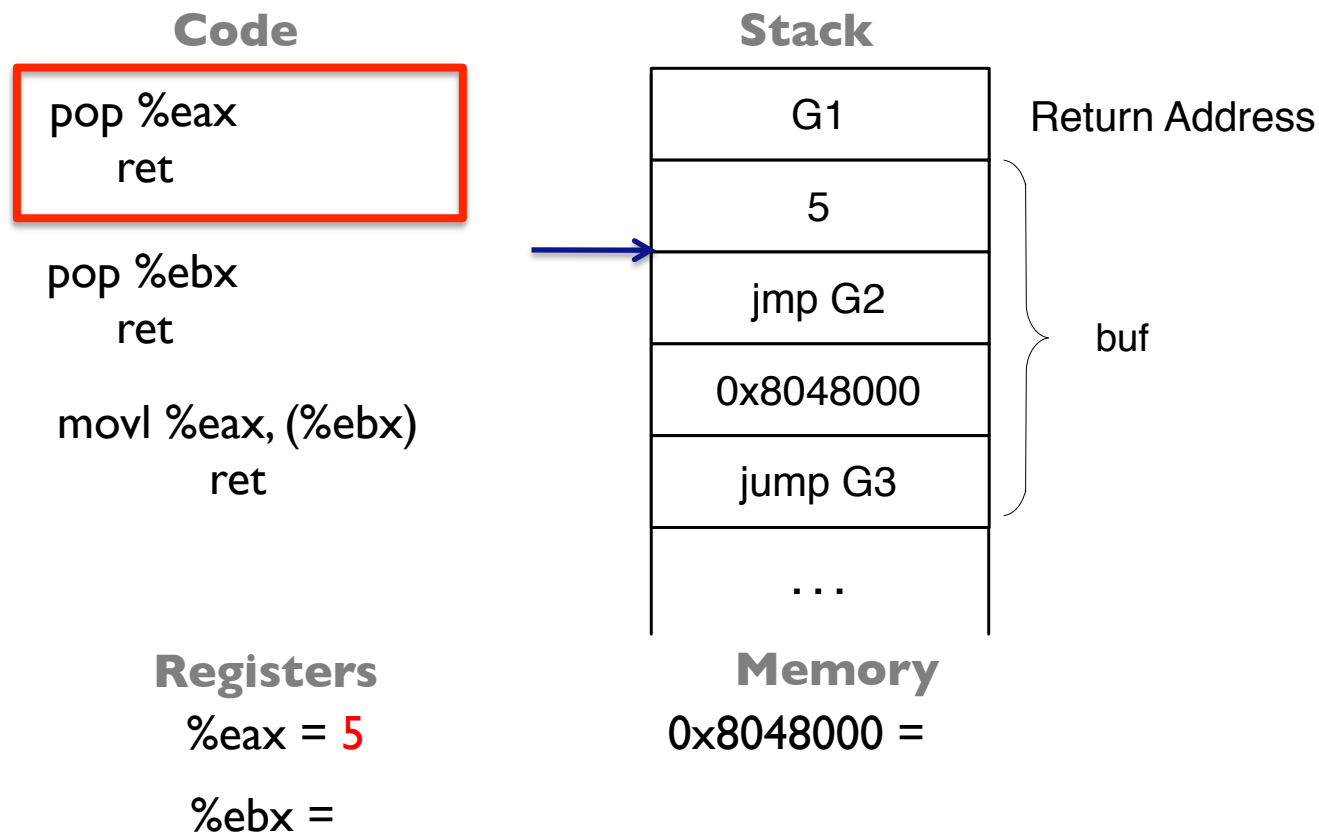 Code
pop %eax
ret
pop %ebx
ret
movl %eax, (%ebx)
ret
Stack
G1
Return Address
5
jmp G2
0x8048000
jump G3
buf
. . .
Registers
%eax = 5
%ebx =
Memory
0x8048000 =